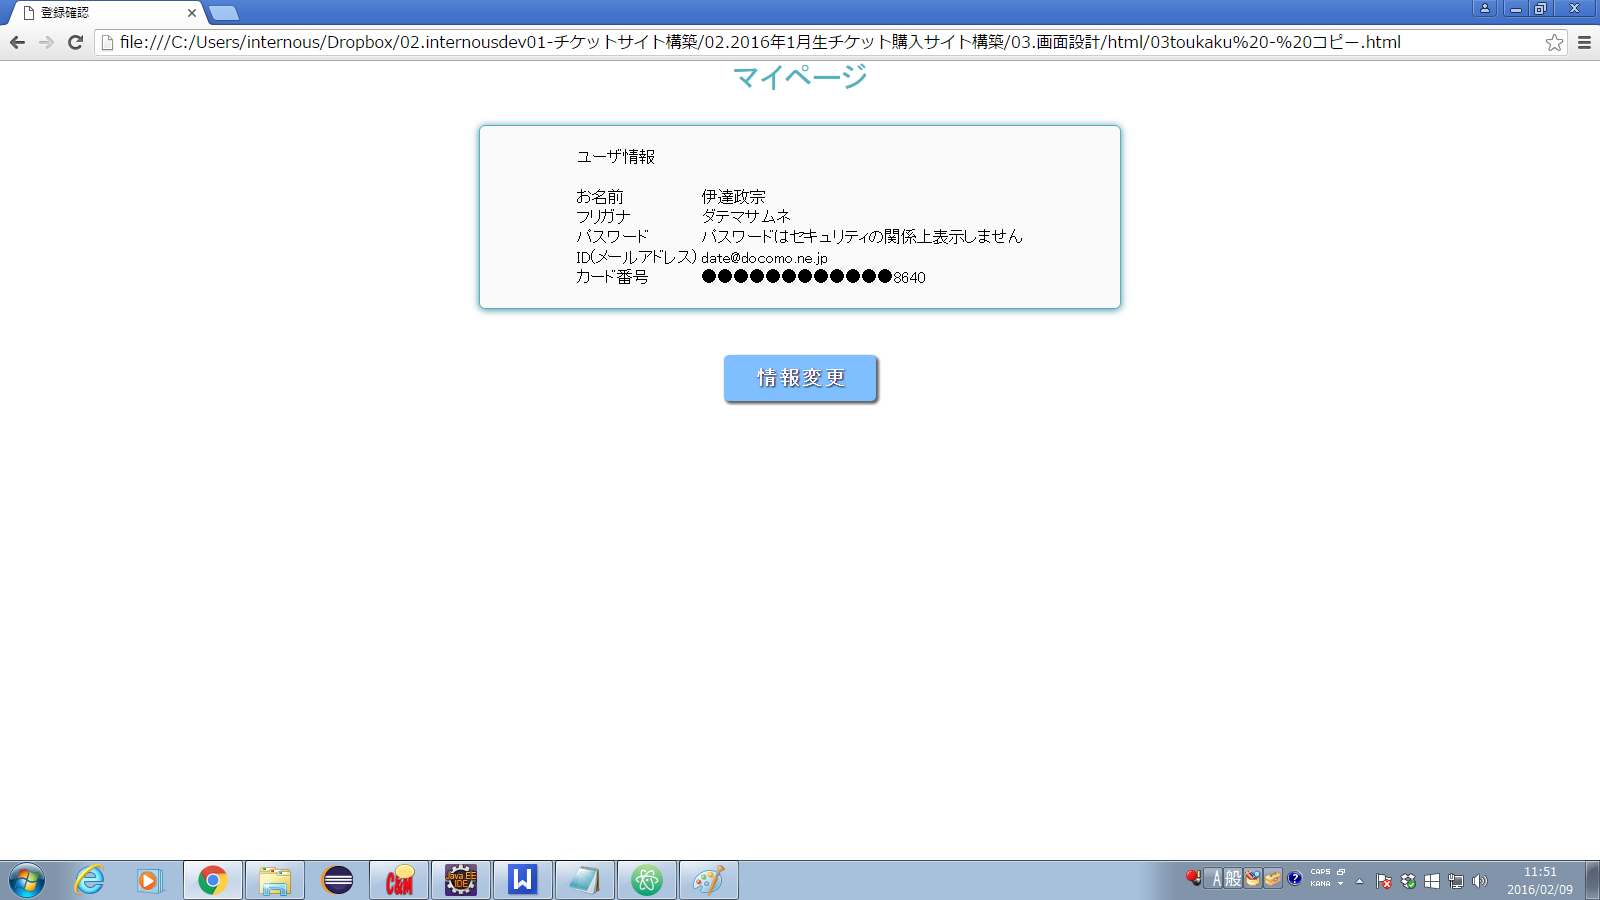 登録確認
file:///C:/Users/internous/Dropbox/02.internousdev01-チケットサイト構築/02.2016年1月生チケット購入サイト構築/03.画面設計/html/03toukaku%20-%20コピー.html
マイページ
ユーザ情報
お名前 伊達政宗
フリガナ ダテマサムネ
パスワード パスワードはセキュリティの関係上表示しません
ID(メールアドレス) date@docomo.ne.jp
カード番号 ●●●●●●●●●●●●8640
情報変更
C&M
Java EE
IDE
W
A 般
CAPS
KANA
11:51
2016/02/09